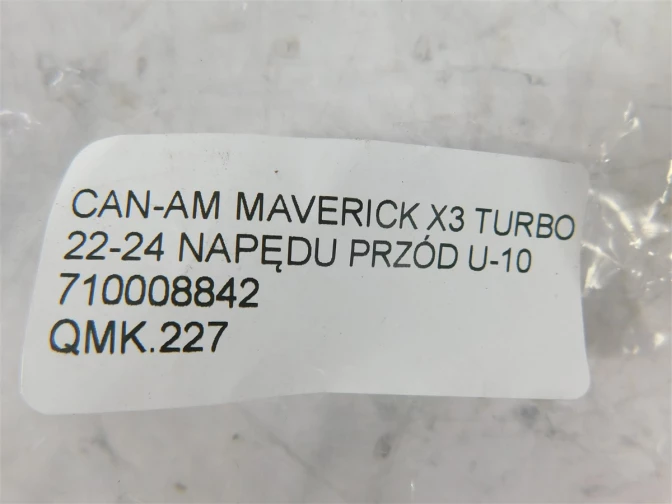 CAN-AM MAVERICK X3 TURBO
22-24 NAPĘDU PRZÓD U-10
710008842
QMK.227